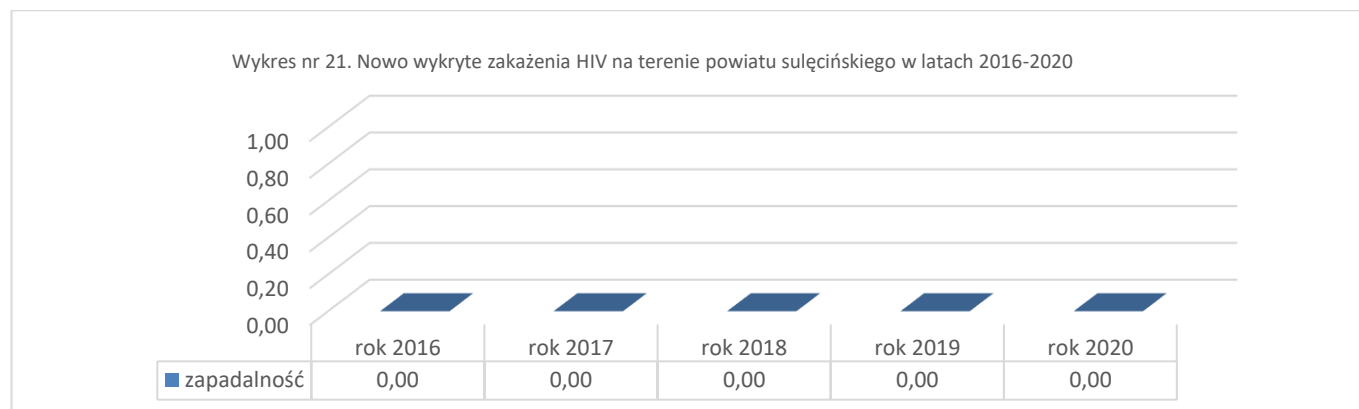 Wykres nr 21. Nowo wykryte zakażenia HIV na terenie powiatu sulęcińskiego w latach 2016-2020
1,00
0,80
0,60
0,40
0,20
0,00
rok 2016 rok 2017 rok 2018 rok 2019 rok 2020
zapadalność 0,00 0,00 0,00 0,00 0,00